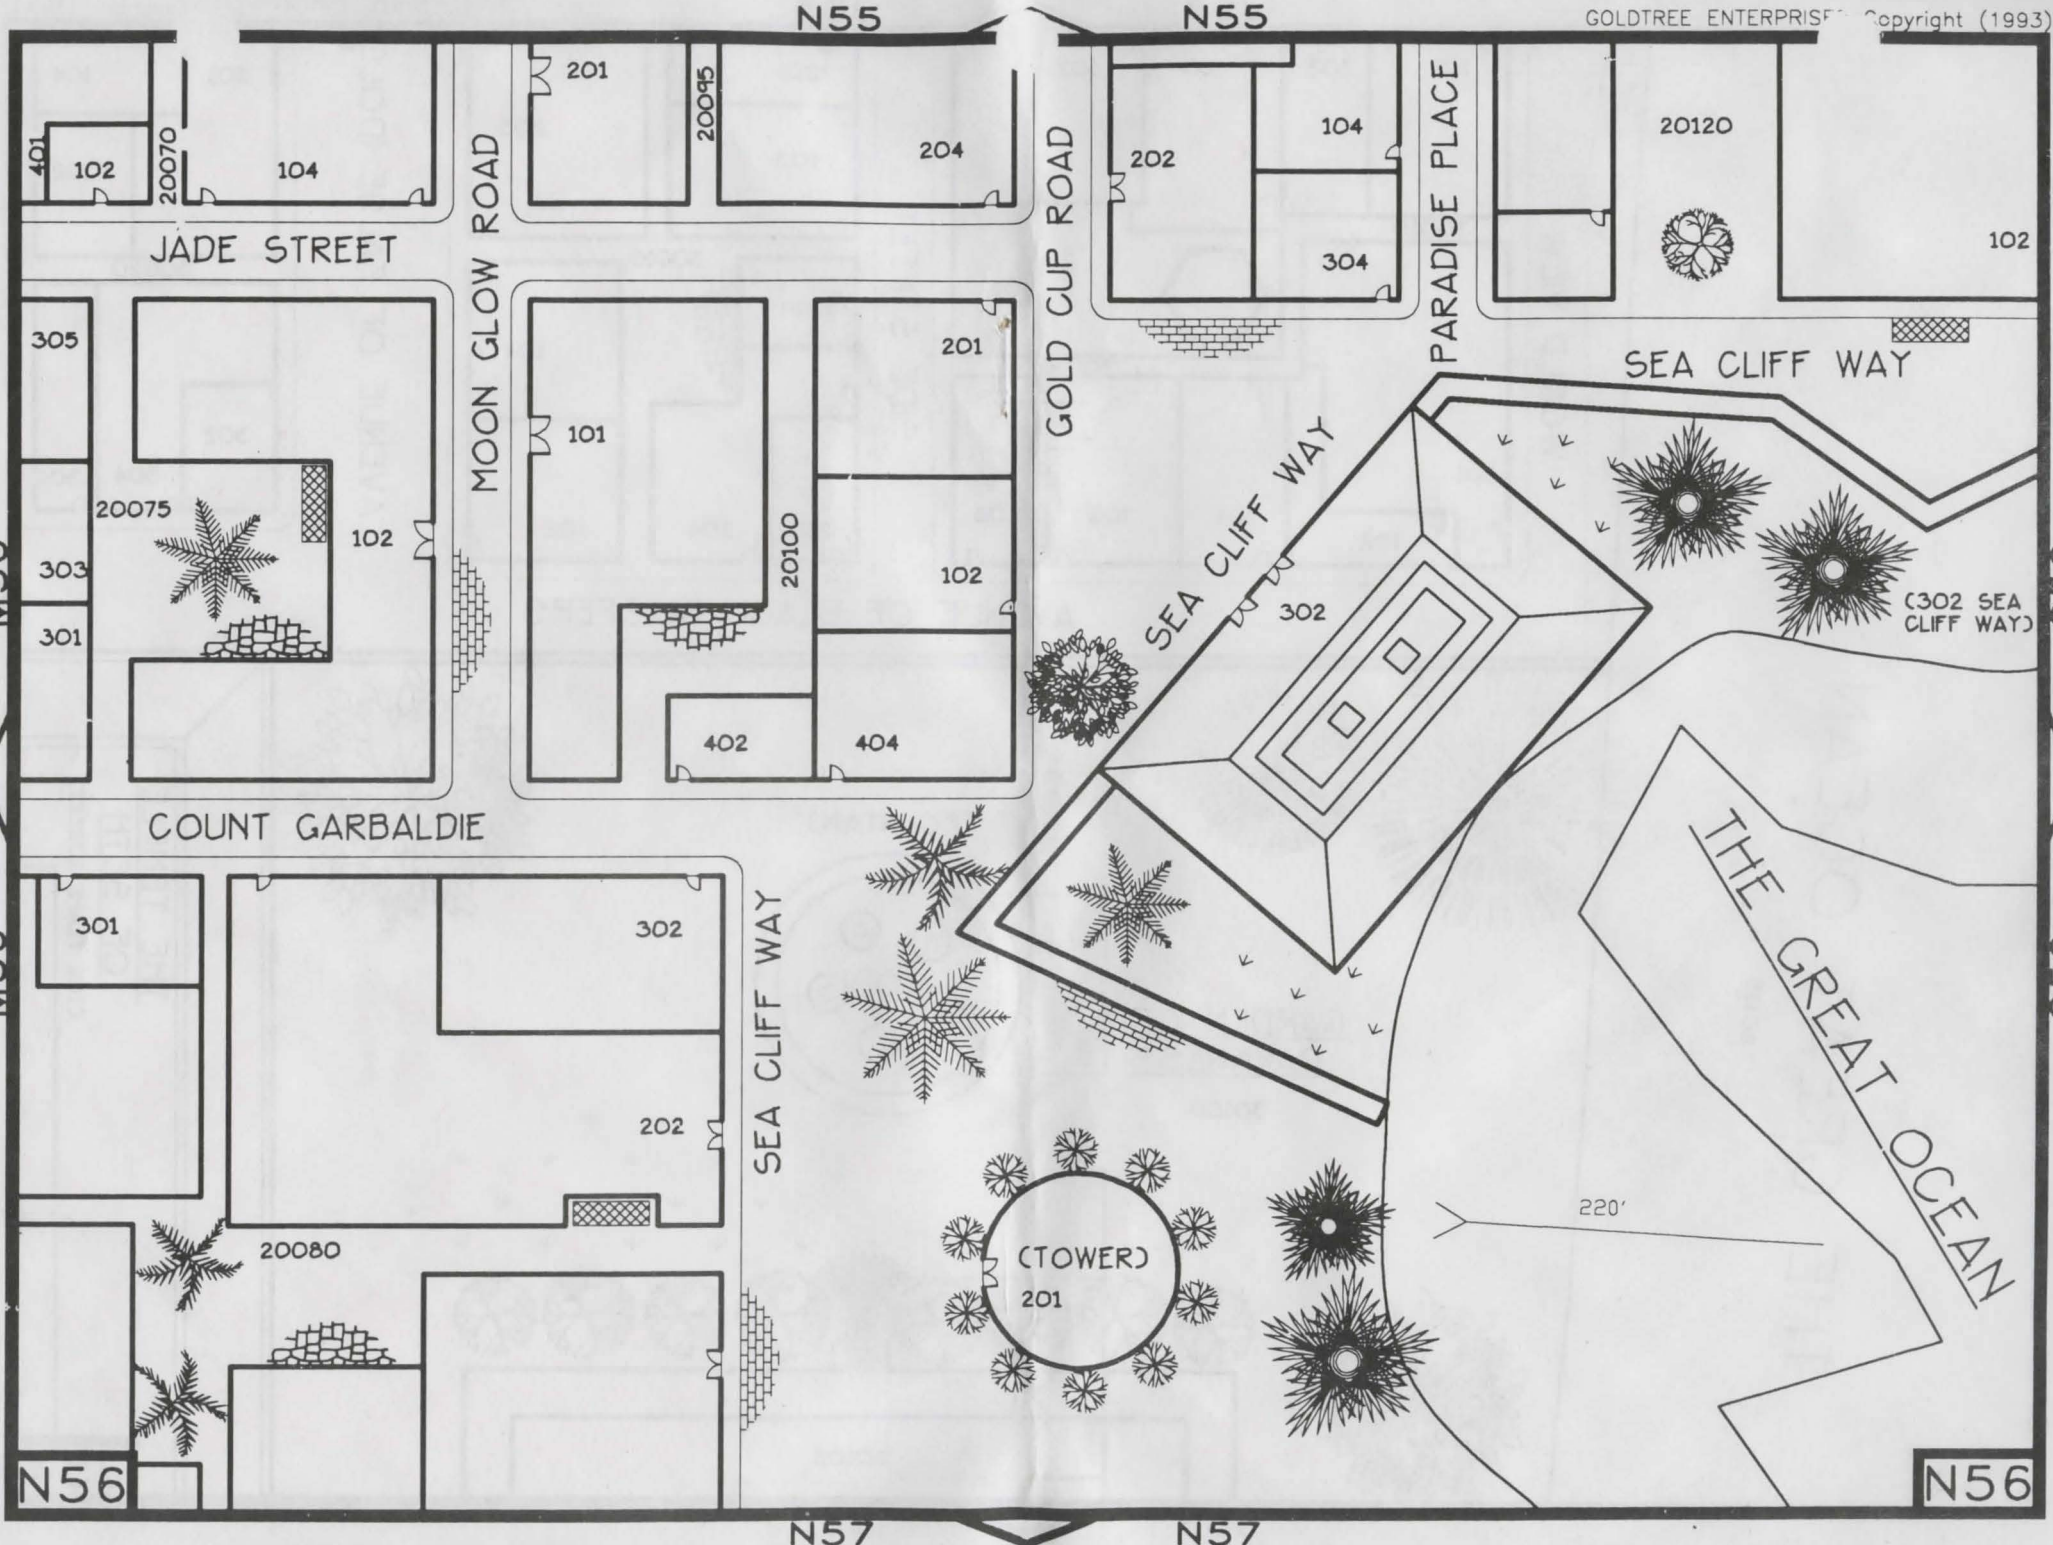 N55
N55
GOLDTREE ENTERPRISES Copyright (1993)
401
102
20070
104
201
20095
204
202
104
304
20120
102
JADE STREET
MOON GLOW ROAD
GOLD CUP ROAD
PARADISE PLACE
SEA CLIFF WAY
305
303
301
20075
102
101
20100
201
102
402
404
SEA CLIFF WAY
302
(302 SEA
CLIFF WAY)
COUNT GARBALDIE
301
302
202
20080
SEA CLIFF WAY
(TOWER)
201
220'
THE GREAT OCEAN
N56
N56
N57
N57